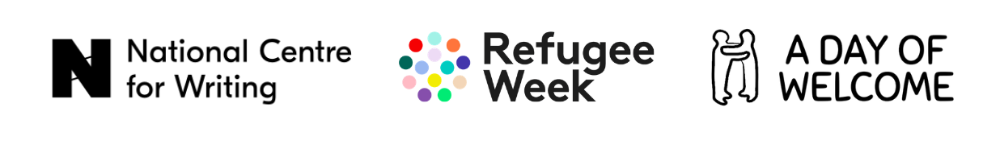 N National Centre
for Writing
Refugee
Week
A DAY OF
WELCOME